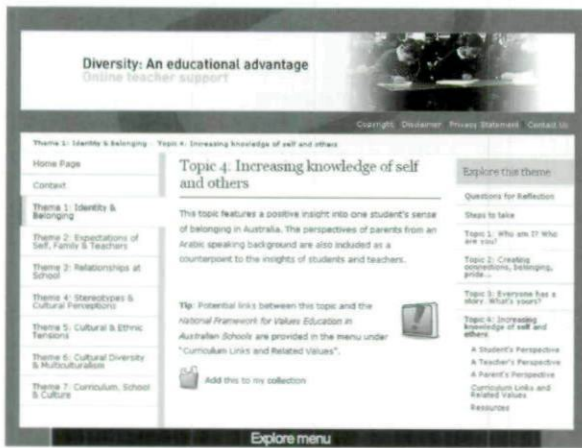 Diversity: An educational advantage
Online teacher support
Copyright Disclaimer Privacy Statement Contact Us
Theme 1: Identity & Belonging Topic 4: Increasing knowledge of self and others
Home Page
Context
Theme 1: Identity &
Belonging
Theme 2: Expectations of
Self, Family & Teachers
Theme 3: Relationships at
School
Theme 4: Stereotypes &
Cultural Perceptions
Theme 5: Cultural & Ethnic
Tensions
Theme 6: Cultural Diversity
& Multiculturalism
Theme 7: Curriculum, School
& Culture
Topic 4: Increasing knowledge of self
and others
This topic features a positive insight into one student's sense
of belonging in Australia. The perspectives of parents from an
Arabic speaking background are also included as a
counterpoint to the insights of students and teachers.
Tip: Potential links between this topic and the
National Framework for Values Education in
Australian Schools are provided in the menu under
"Curriculum Links and Related Values".
Add this to my collection
Explore this theme
Questions for Reflection
Steps to take
Topic 1: Who am I? Who
are you?
Topic 2: Creating
connections, belonging,
pride...
Topic 3: Everyone has a
story. What's yours?
Topic 4: Increasing
knowledge of self and
others
A Student's Perspective
A Teacher's Perspective
A Parent's Perspective
Curriculum Links and
Related Values
Resources
Explore menu